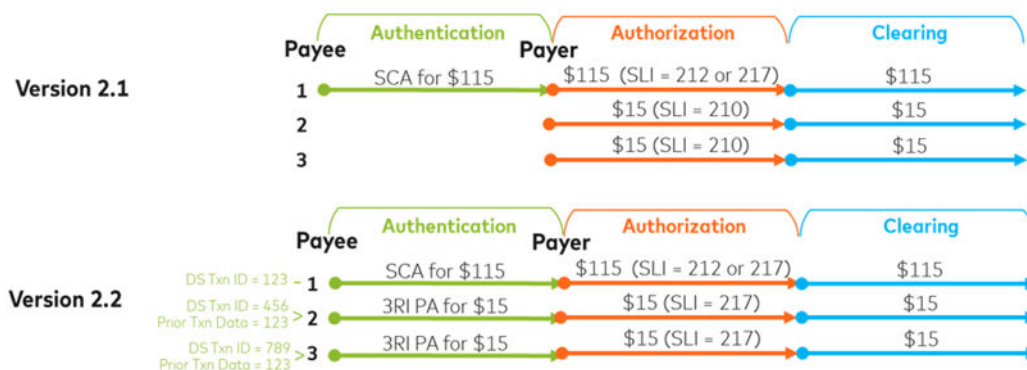 Authentication Authorization Clearing
Payee Payer
SCA for $115 $115 (SLI = 212 or 217) $115
Version 2.1
1
$15 (SLI = 210) $15
2
$15 (SLI = 210) $15
3
Authentication Authorization Clearing
Payee Payer
SCA for $115 $115 (SLI = 212 or 217) $115
DS Txn ID = 123 - 1
Version 2.2
DS Txn ID = 456 3RI PA for $15 $15 (SLI = 217) $15
Prior Txn Data = 123 > 2
DS Txn ID = 789 3RI PA for $15 $15 (SLI = 217) $15
Prior Txn Data = 123 > 3